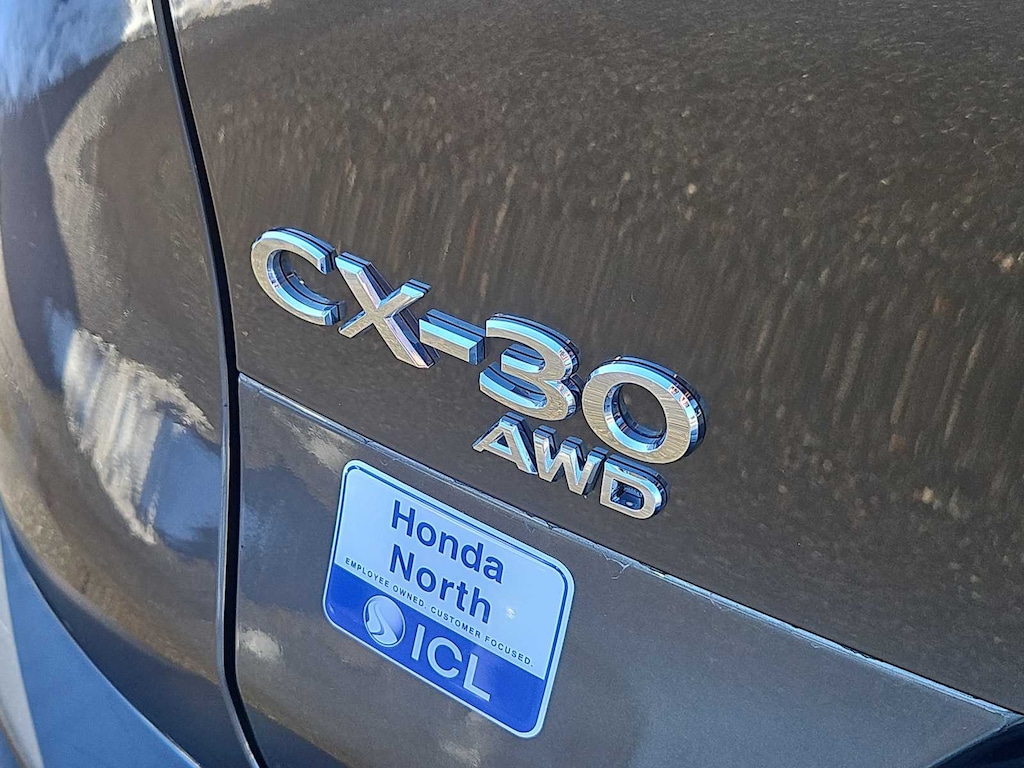 CX-30
AWD
Honda
North
EMPLOYEE OWNED. CUSTOMER FOCUSED.
ICL